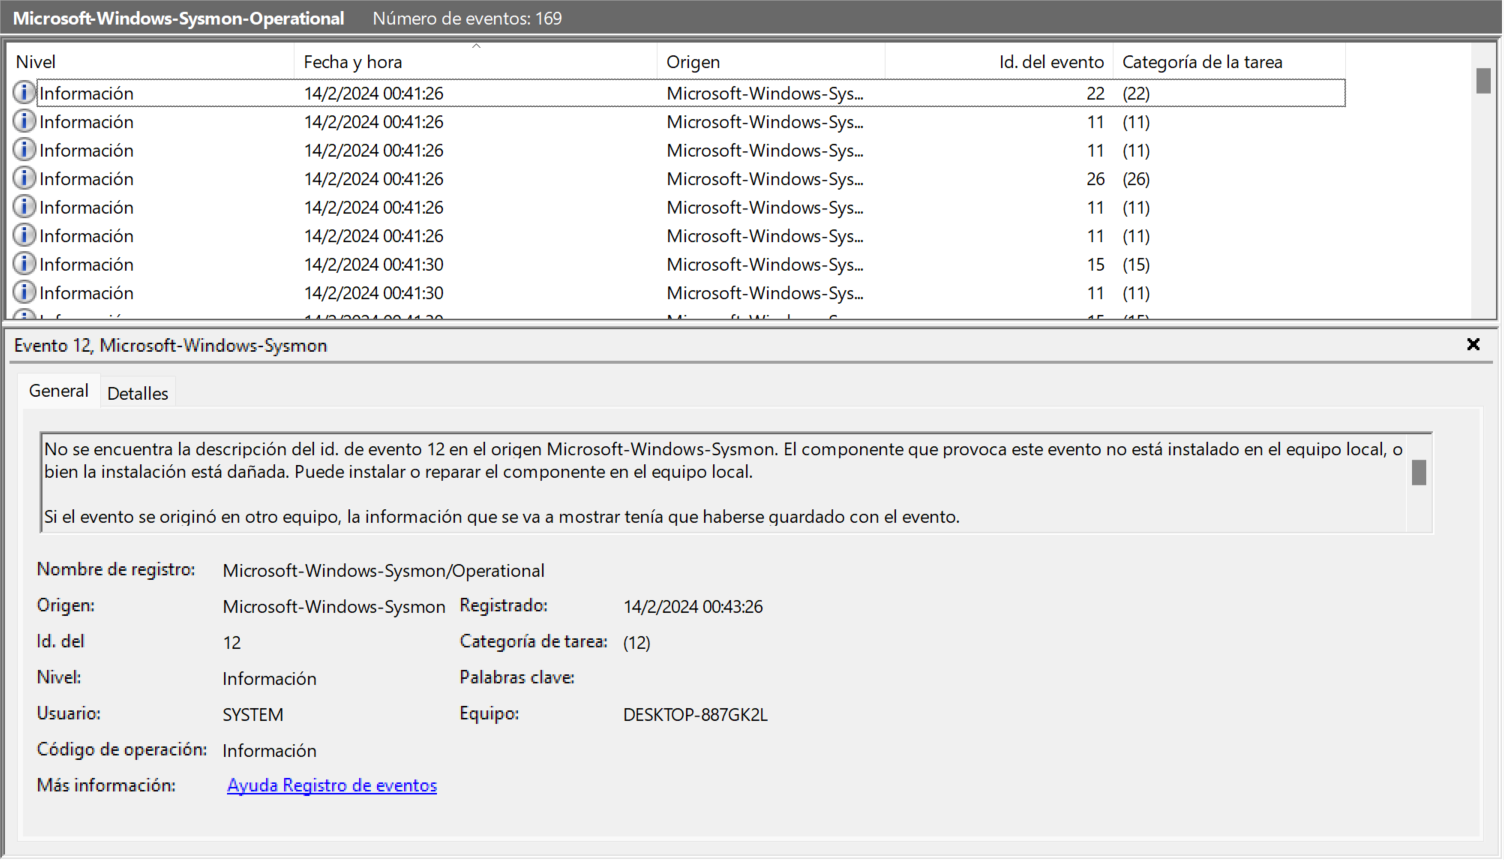 Microsoft-Windows-Sysmon-Operational Número de eventos: 169
Nivel Fecha y hora Origen Id. del evento Categoría de la tarea
Información 14/2/2024 00:41:26 Microsoft-Windows-Sys... 22 (22)
Información 14/2/2024 00:41:26 Microsoft-Windows-Sys... 11 (11)
Información 14/2/2024 00:41:26 Microsoft-Windows-Sys... 11 (11)
Información 14/2/2024 00:41:26 Microsoft-Windows-Sys... 26 (26)
Información 14/2/2024 00:41:26 Microsoft-Windows-Sys... 11 (11)
Información 14/2/2024 00:41:26 Microsoft-Windows-Sys... 11 (11)
Información 14/2/2024 00:41:30 Microsoft-Windows-Sys... 15 (15)
Información 14/2/2024 00:41:30 Microsoft-Windows-Sys... 11 (11)
Evento 12, Microsoft-Windows-Sysmon
General Detalles
No se encuentra la descripción del id. de evento 12 en el origen Microsoft-Windows-Sysmon. El componente que provoca este evento no está instalado en el equipo local, o
bien la instalación está dañada. Puede instalar o reparar el componente en el equipo local.
Si el evento se originó en otro equipo, la información que se va a mostrar tenía que haberse guardado con el evento.
Nombre de registro: Microsoft-Windows-Sysmon/Operational
Origen: Microsoft-Windows-Sysmon Registrado: 14/2/2024 00:43:26
Id. del 12 Categoría de tarea: (12)
Nivel: Información Palabras clave:
Usuario: SYSTEM Equipo: DESKTOP-887GK2L
Código de operación: Información
Más información: Ayuda Registro de eventos